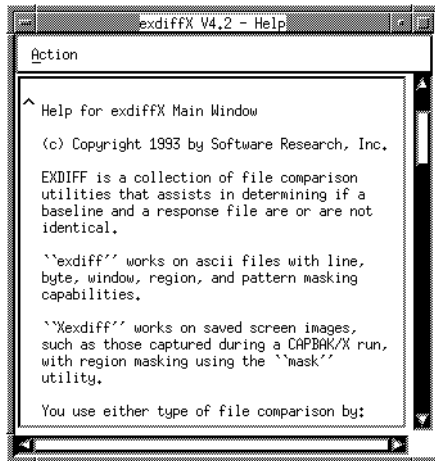 exdiffX V4.2 - Help
Action
Help for exdiffX Main Window
(c) Copyright 1993 by Software Research, Inc.
EXDIFF is a collection of file comparison
utilities that assists in determining if a
baseline and a response file are or are not
identical.
``exdiff´´ works on ascii files with line,
byte, window, region, and pattern masking
capabilities.
``Xexdiff´´ works on saved screen images,
such as those captured during a CAPBAK/X run,
with region masking using the ``mask´´
utility.
You use either type of file comparison by: